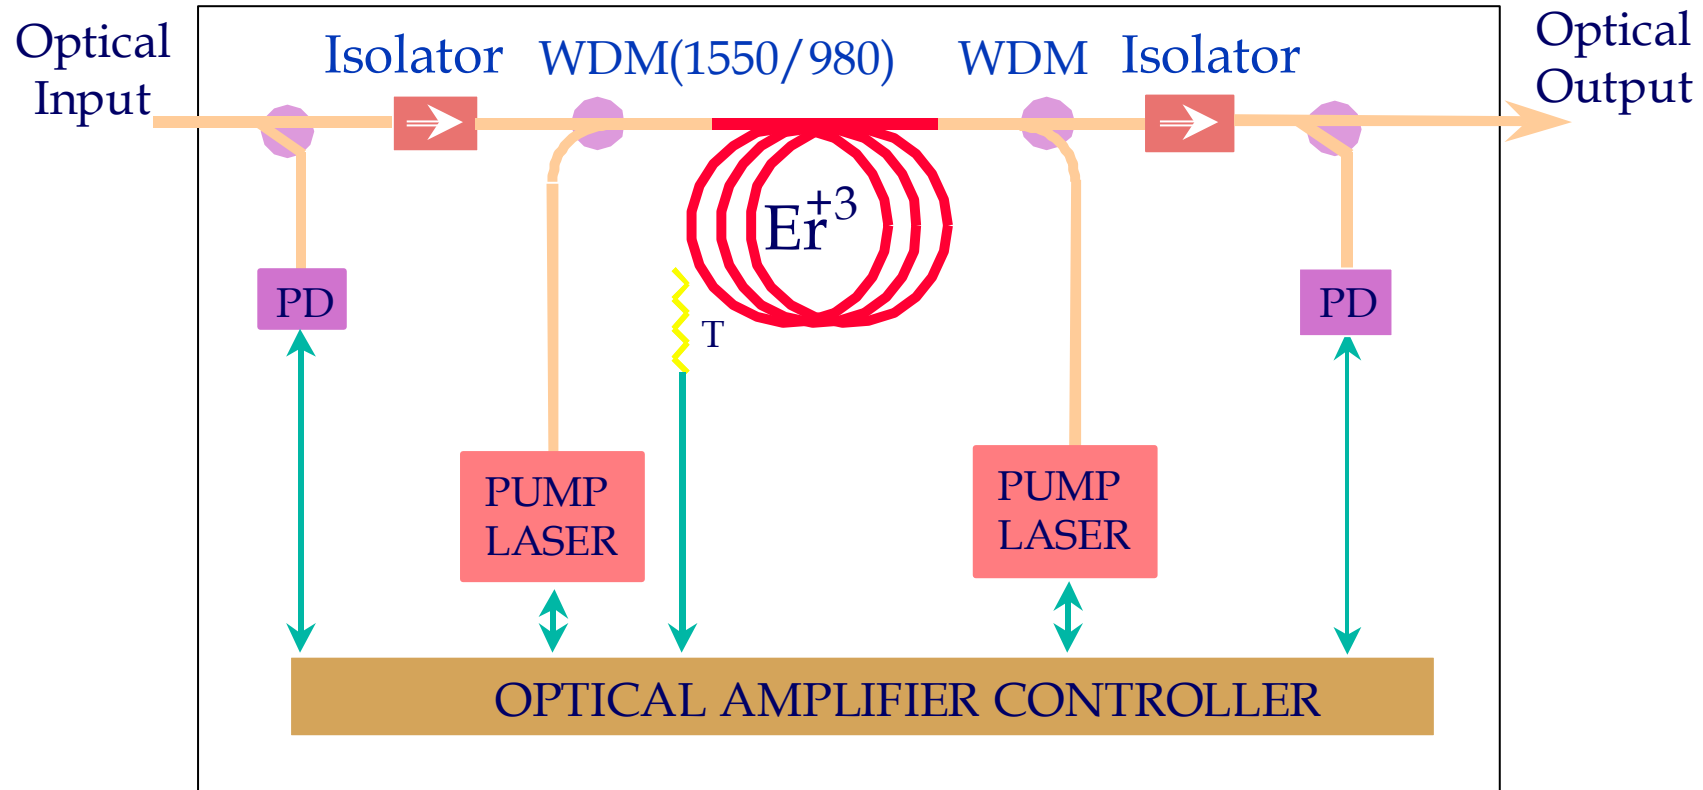 Optical
Input
Isolator
WDM(1550/980)
WDM
Isolator
Optical
Output
Er+3
PD
T
PD
PUMP
LASER
PUMP
LASER
OPTICAL AMPLIFIER CONTROLLER